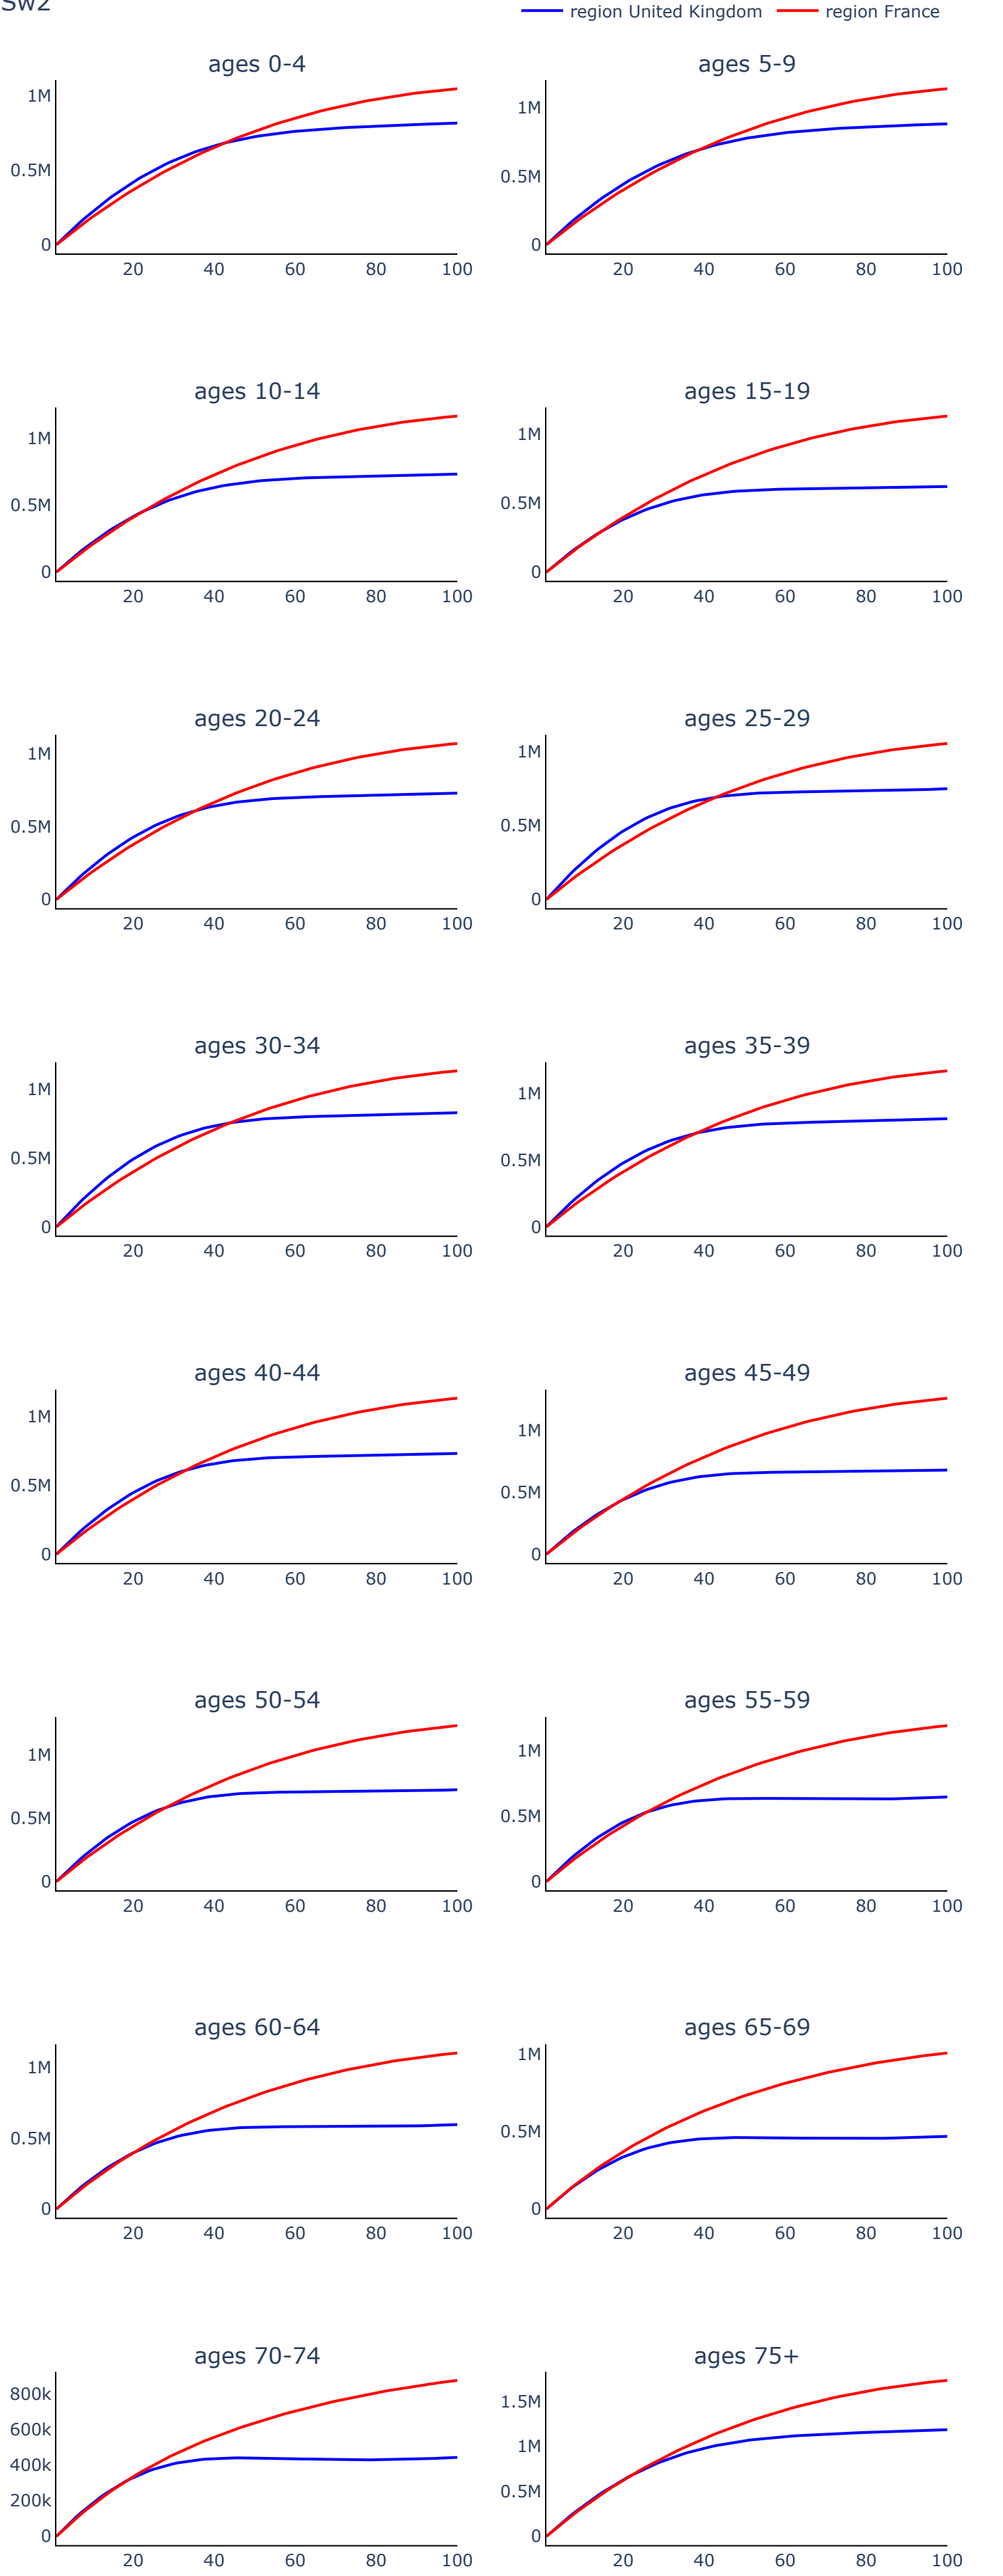 Sw2
region United Kingdom region France
ages 0-4 ages 5-9
1M 1M
0.5M 0.5M
0 0
20 40 60 80 100 20 40 60 80 100
ages 10-14 ages 15-19
1M 1M
0.5M 0.5M
0 0
20 40 60 80 100 20 40 60 80 100
ages 20-24 ages 25-29
1M 1M
0.5M 0.5M
0 0
20 40 60 80 100 20 40 60 80 100
ages 30-34 ages 35-39
1M 1M
0.5M 0.5M
0 0
20 40 60 80 100 20 40 60 80 100
ages 40-44 ages 45-49
1M 1M
0.5M 0.5M
0 0
20 40 60 80 100 20 40 60 80 100
ages 50-54 ages 55-59
1M 1M
0.5M 0.5M
0 0
20 40 60 80 100 20 40 60 80 100
ages 60-64 ages 65-69
1M 1M
0.5M 0.5M
0 0
20 40 60 80 100 20 40 60 80 100
ages 70-74 ages 75+
800k 1.5M
600k 1M
400k 0.5M
200k
0 0
20 40 60 80 100 20 40 60 80 100